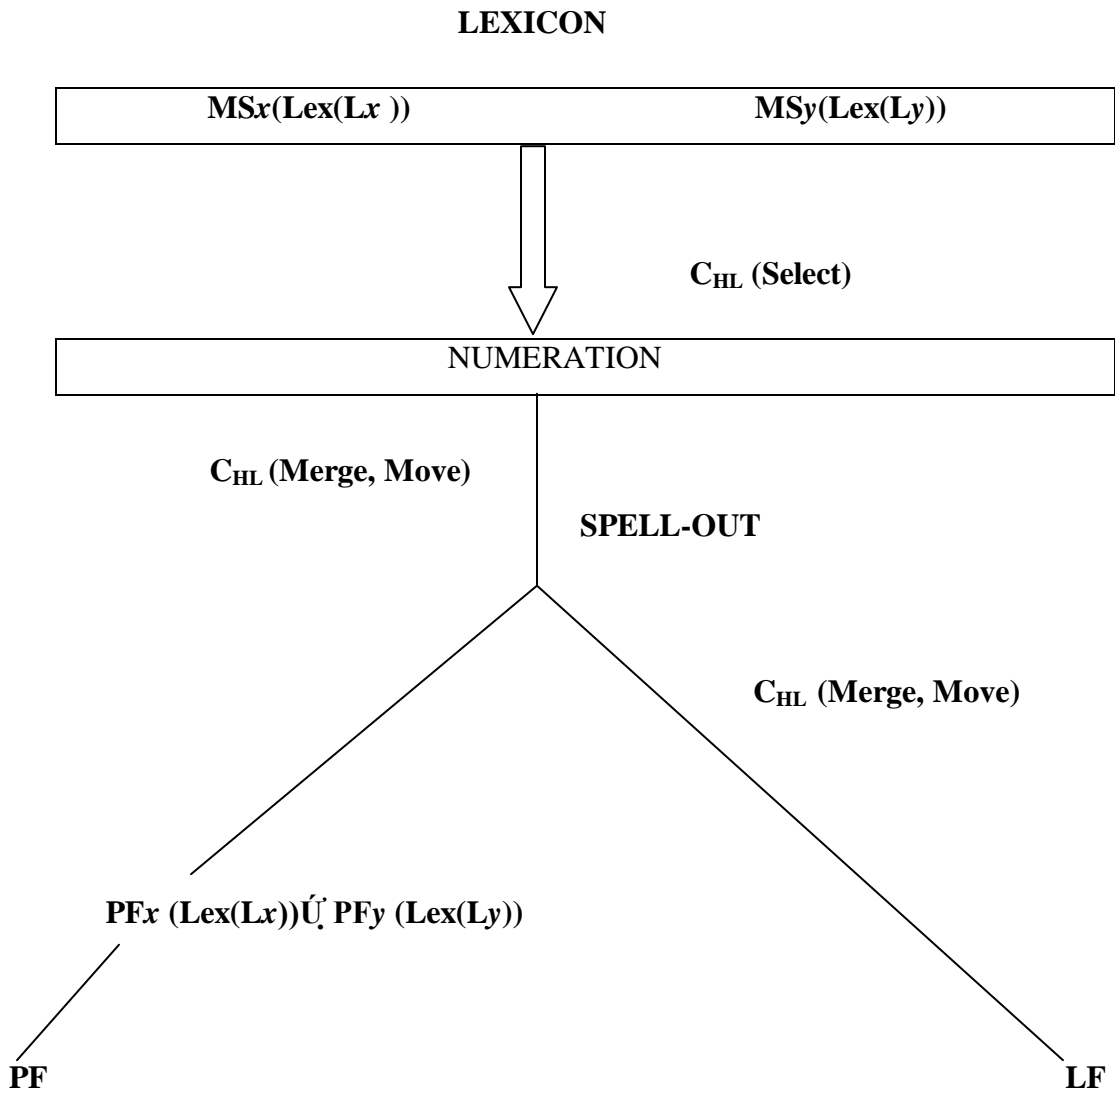 LEXICON
MSx(Lex(Lx )) MSy(Lex(Ly))
CHL (Select)
NUMERATION
CHL (Merge, Move)
SPELL-OUT
CHL (Merge, Move)
PFx (Lex(Lx))Ụ́ PFy (Lex(Ly))
PF LF